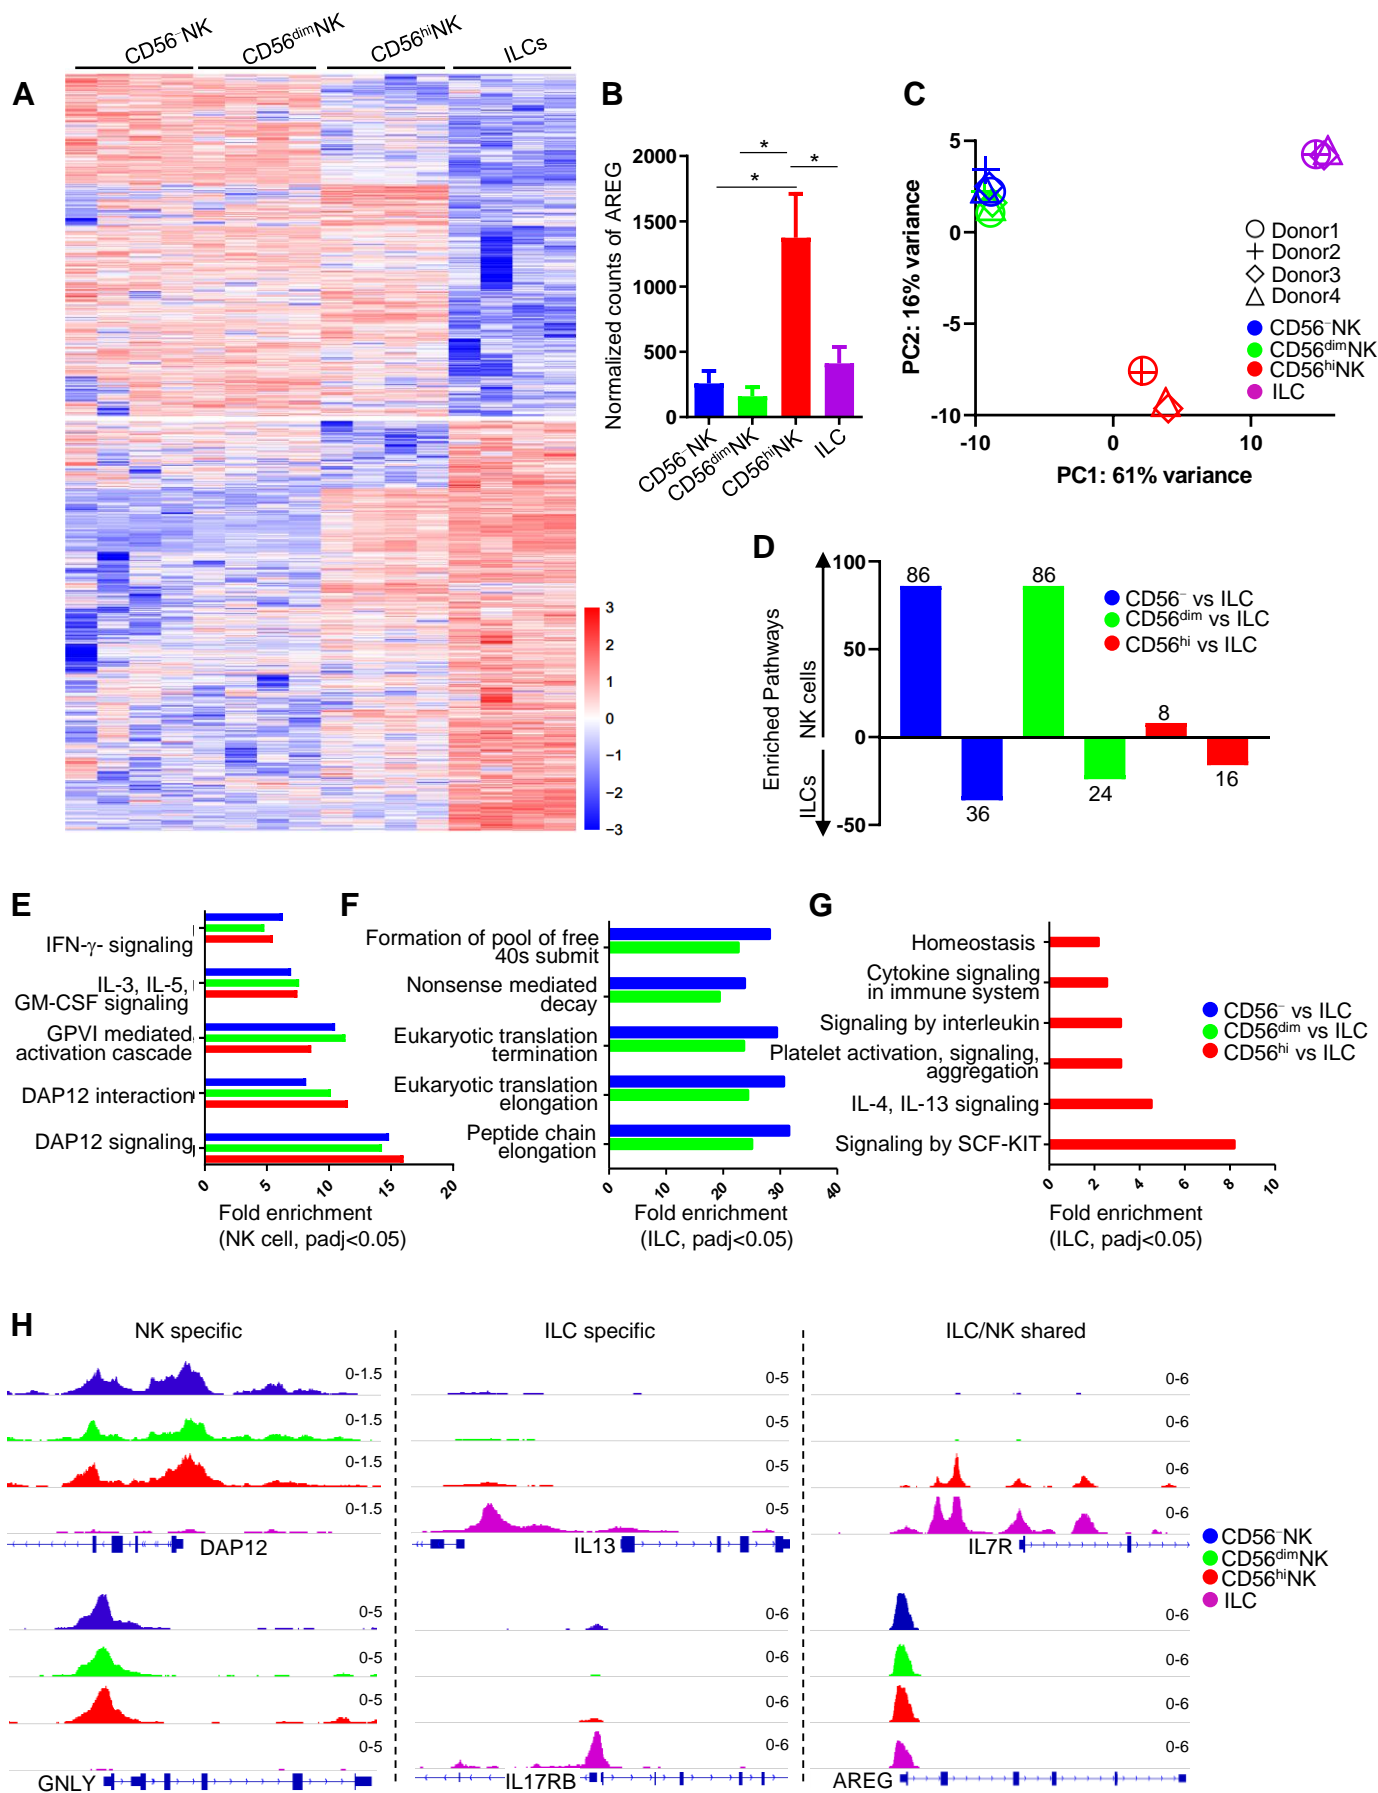 CD56⁻NK
CD56ᵈⁱᵐNK
CD56ʰⁱNK
ILCs
A
3
2
1
0
−1
−2
−3
B
Normalized counts of AREG
2000
1500
1000
500
0
*
*
*
CD56⁻NK
CD56ᵈⁱᵐNK
CD56ʰⁱNK
ILC
C
PC2: 16% variance
5
0
-5
-10
-10
0
10
PC1: 61% variance
Donor1
Donor2
Donor3
Donor4
CD56⁻NK
CD56ᵈⁱᵐNK
CD56ʰⁱNK
ILC
D
Enriched Pathways
ILCs
NK cells
100
50
0
-50
86
36
86
24
8
16
CD56⁻ vs ILC
CD56ᵈⁱᵐ vs ILC
CD56ʰⁱ vs ILC
E
IFN-γ- signaling
IL-3, IL-5,
GM-CSF signaling
GPVI mediated
activation cascade
DAP12 interaction
DAP12 signaling
0
5
10
15
20
Fold enrichment
(NK cell, padj<0.05)
F
Formation of pool of free
40s submit
Nonsense mediated
decay
Eukaryotic translation
termination
Eukaryotic translation
elongation
Peptide chain
elongation
0
10
20
30
40
Fold enrichment
(ILC, padj<0.05)
G
Homeostasis
Cytokine signaling
in immune system
Signaling by interleukin
Platelet activation, signaling,
aggregation
IL-4, IL-13 signaling
Signaling by SCF-KIT
0
2
4
6
8
10
Fold enrichment
(ILC, padj<0.05)
CD56⁻ vs ILC
CD56ᵈⁱᵐ vs ILC
CD56ʰⁱ vs ILC
H
NK specific
0-1.5
0-1.5
0-1.5
0-1.5
DAP12
0-5
0-5
0-5
0-5
GNLY
ILC specific
0-5
0-5
0-5
0-5
IL13
0-6
0-6
0-6
0-6
IL17RB
ILC/NK shared
0-6
0-6
0-6
0-6
IL7R
0-6
0-6
0-6
0-6
AREG
CD56⁻NK
CD56ᵈⁱᵐNK
CD56ʰⁱNK
ILC